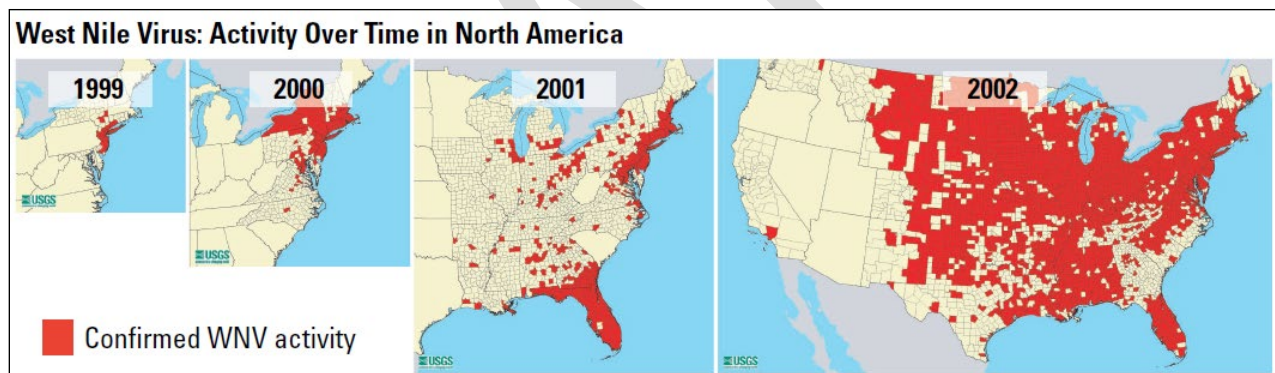 West Nile Virus: Activity Over Time in North America
1999
2000
2001
2002
USGS
USGS
USGS
USGS
Confirmed WNV activity